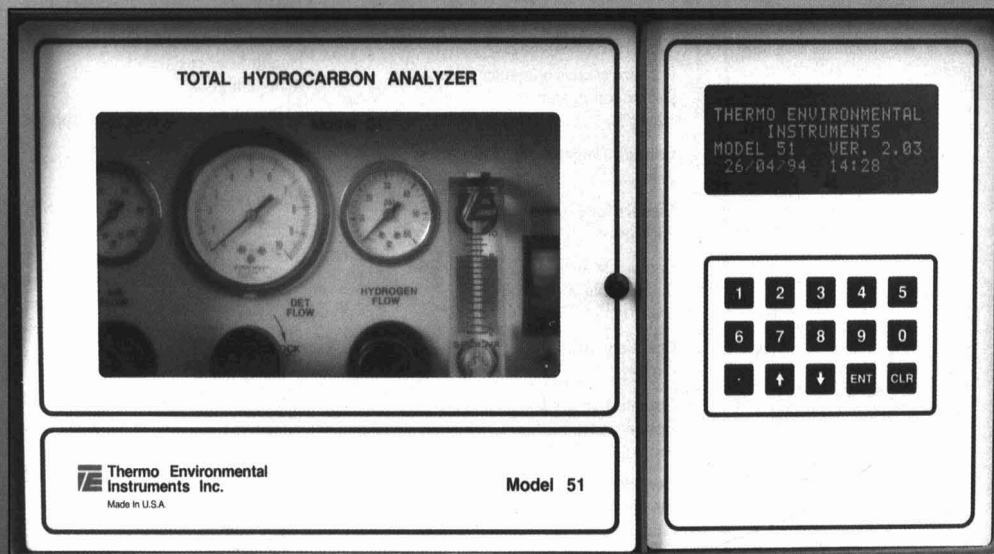 TOTAL HYDROCARBON ANALYZER
DET
FLOW
HYDROGEN
FLOW
Thermo Environmental
Instruments Inc.
Made In U.S.A
Model 51
THERMO ENVIRONMENTAL
INSTRUMENTS
MODEL 51 VER. 2.03
26/04/94 14:28
1 2 3 4 5
6 7 8 9 0
. ↑ ↓ ENT CLR